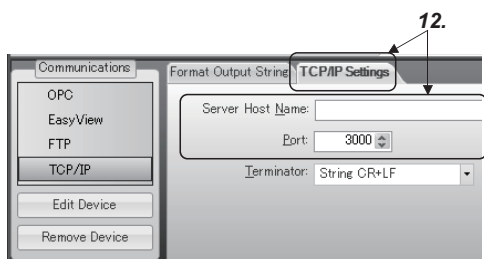 12.
Communications
Format Output String
TCP/IP Settings
OPC
EasyView
FTP
TCP/IP
Edit Device
Remove Device
Server Host Name:
Port:
3000
Terminator:
String CR+LF